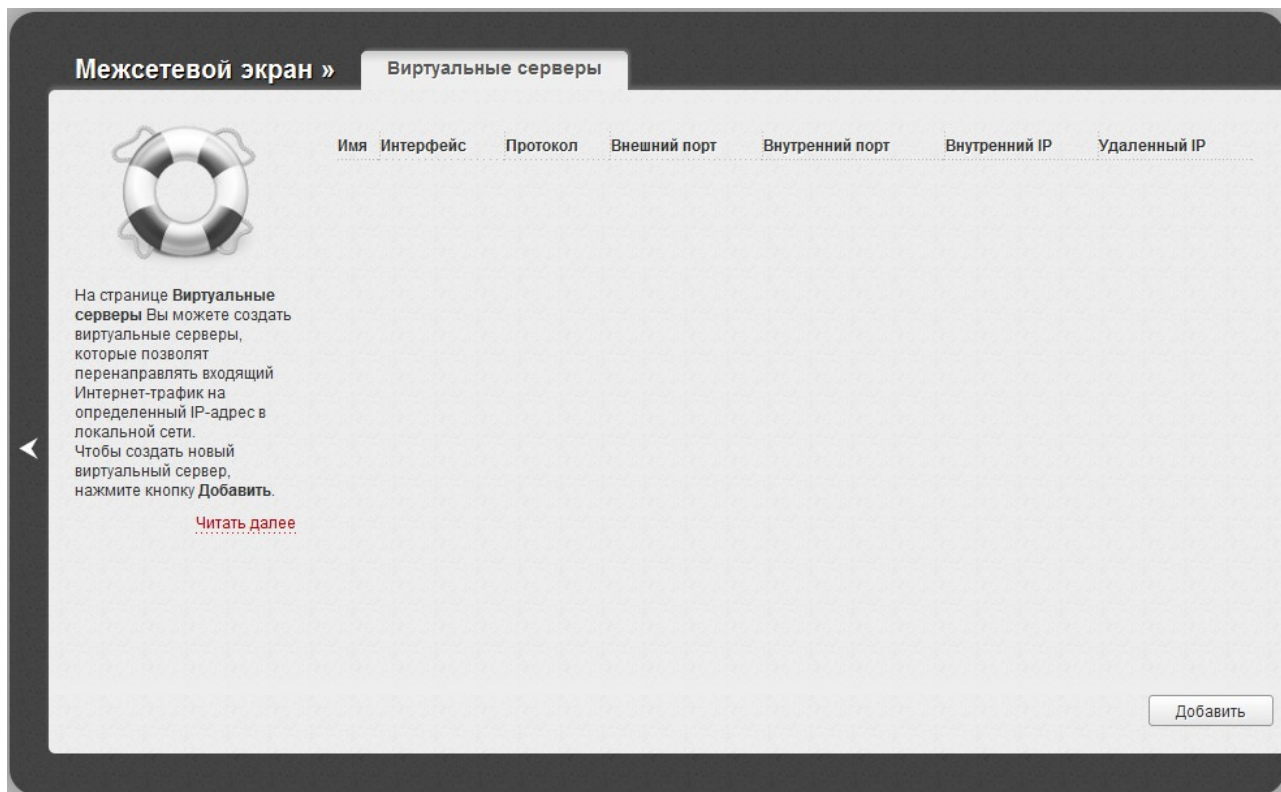 Межсетевой экран »
Виртуальные серверы
Имя Интерфейс Протокол Внешний порт Внутренний порт Внутренний IP Удаленный IP
На странице Виртуальные
серверы Вы можете создать
виртуальные серверы,
которые позволят
перенаправлять входящий
Интернет-трафик на
определенный IP-адрес в
локальной сети.
Чтобы создать новый
виртуальный сервер,
нажмите кнопку Добавить.
Читать далее
Добавить